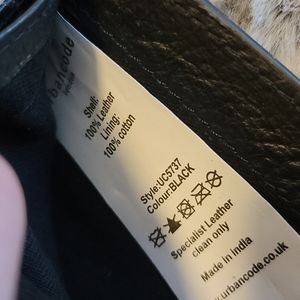 urbancode
Shell:
100% Leather
Lining:
100% cotton
Style:UC5737
Colour:BLACK
Specialist Leather
clean only
Made in India
www.urbancode.co.uk